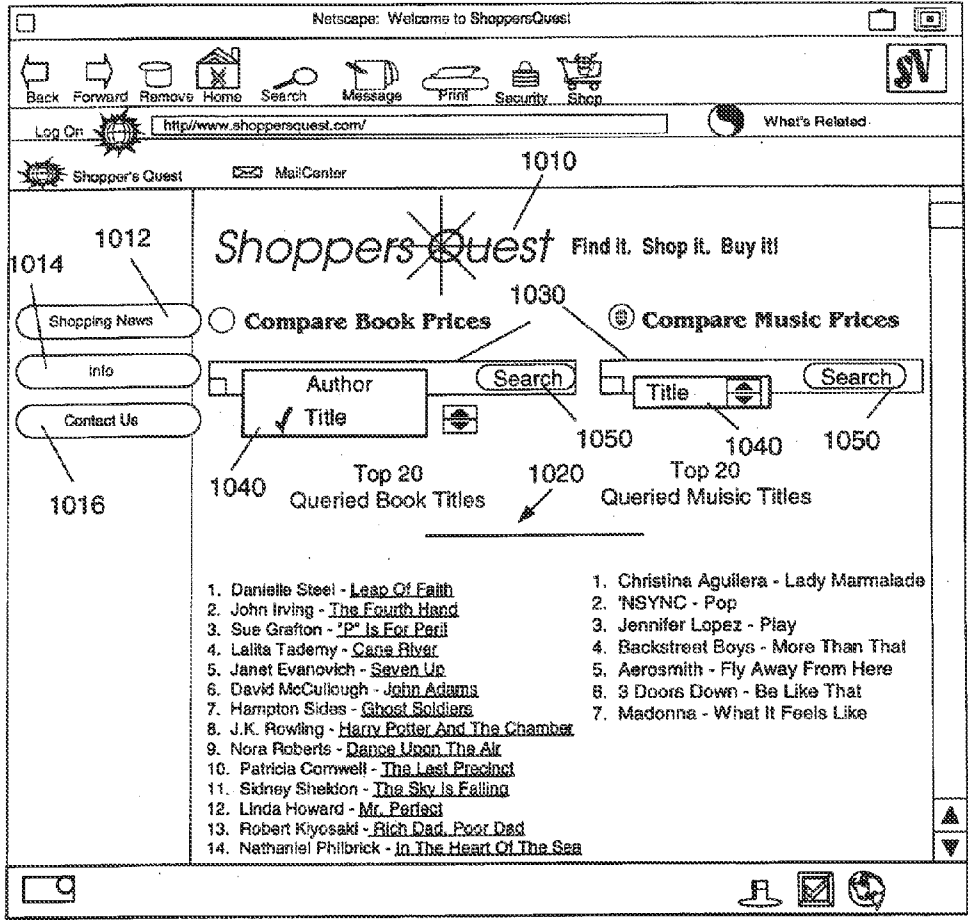 Netscape: Welcome to ShoppersQuest
Back Forward Remove Home Search Message Print Security Shop
N
Log On http//www.shoppersquest.com/ What's Related
Shopper's Quest MailCenter
1010
Shoppers Quest Find it. Shop it. Buy it!
1012
1014
1030
Shopping News
Compare Book Prices
Compare Music Prices
Info
Author
Title
Search
Title
Search
Contact Us
1040
1050
1040
1050
1016
1020
Top 20
Queried Book Titles
Top 20
Queried Muisic Titles
1. Danielle Steel - Leap Of Faith
2. John Irving - The Fourth Hand
3. Sue Grafton - "P" Is For Peril
4. Lalita Tademy - Cane River
5. Janet Evanovich - Seven Up
6. David McCullough - John Adams
7. Hampton Sides - Ghost Soldiers
8. J.K. Rowling - Harry Potter And The Chamber
9. Nora Roberts - Dance Upon The Air
10. Patricia Cornwell - The Last Precinct
11. Sidney Sheldon - The Sky Is Falling
12. Linda Howard - Mr. Perfect
13. Robert Kiyosaki - Rich Dad, Poor Dad
14. Nathaniel Philbrick - In The Heart Of The Sea
1. Christina Aguilera - Lady Marmalade
2. 'NSYNC - Pop
3. Jennifer Lopez - Play
4. Backstreet Boys - More Than That
5. Aerosmith - Fly Away From Here
6. 3 Doors Down - Be Like That
7. Madonna - What It Feels Like